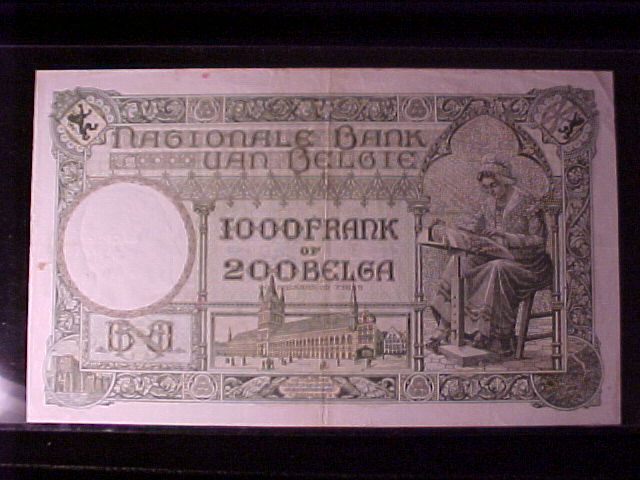 NATIONALE BANK
VAN BELGIE
1000 FRANK
OF
200 BELGA